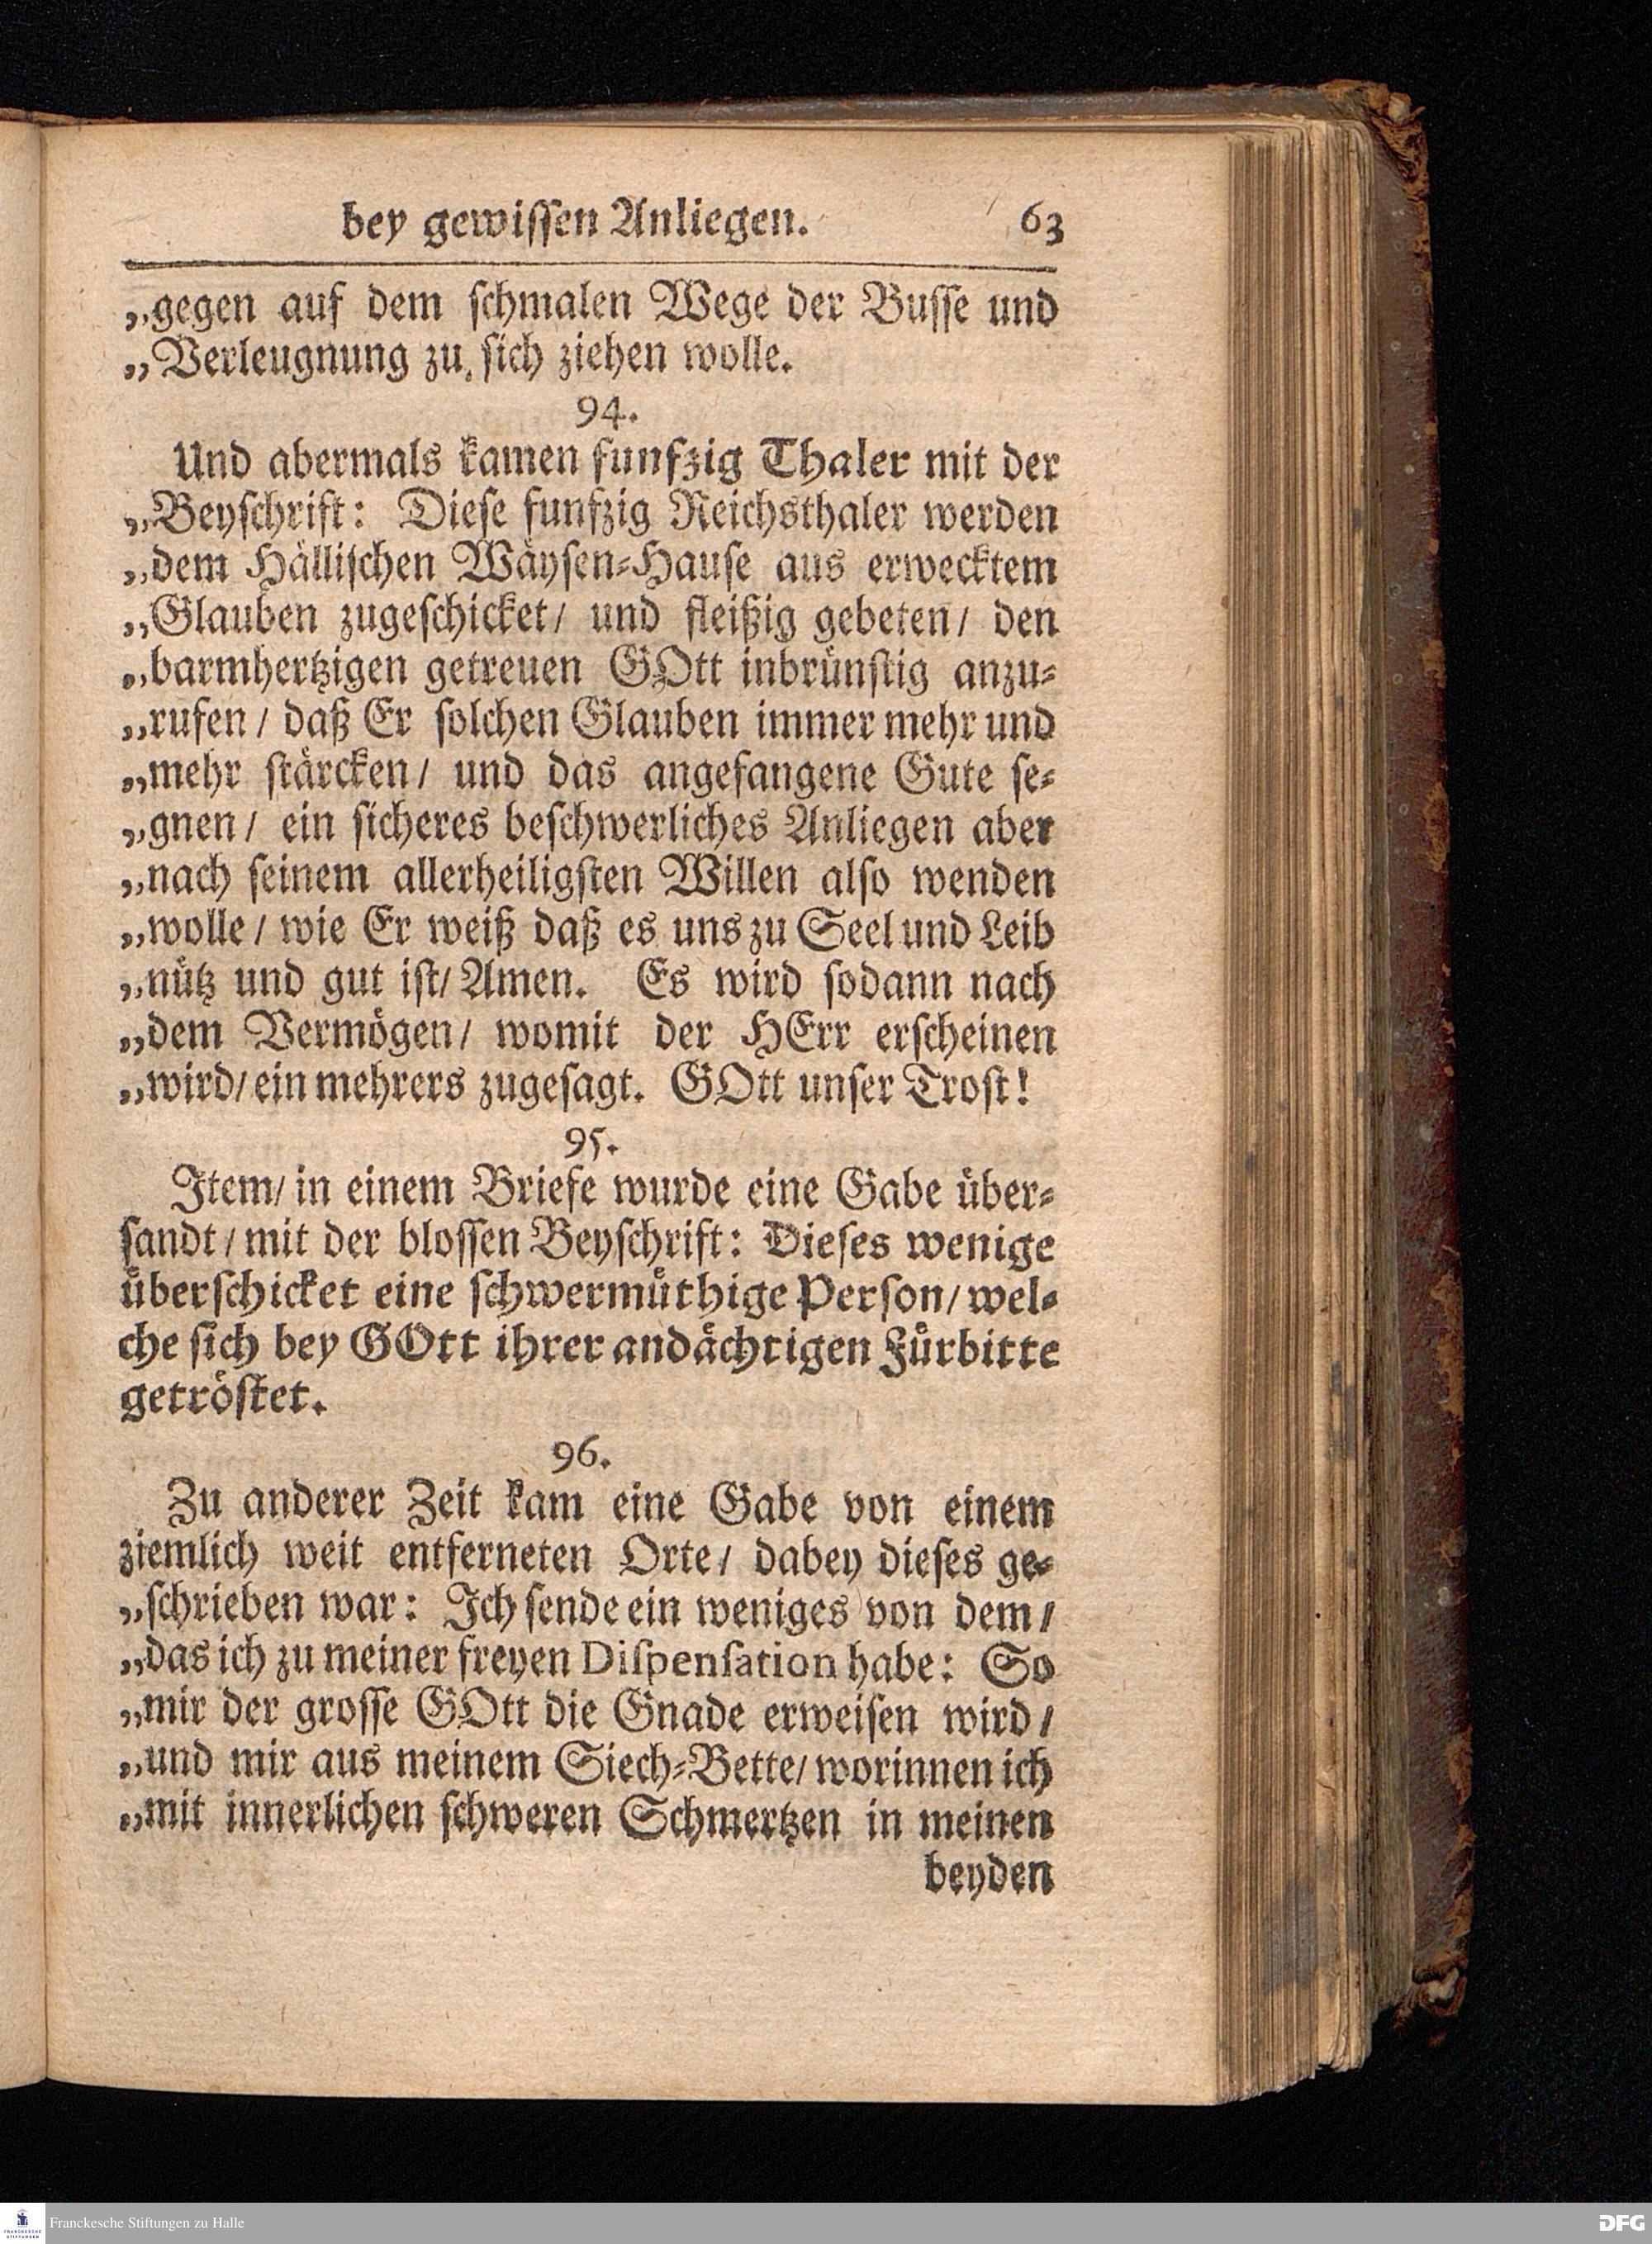 bey gewissen Anliegen. 63
„gegen auf dem schmalen Wege der Busse und
„Verleugnung zu sich ziehen wolle.
94.
Und abermals kamen funfzig Thaler mit der
„Beyschrift: Diese funfzig Reichsthaler werden
„dem Hällischen Wäysen-Hause aus erwecktem
„Glauben zugeschicket/ und fleißig gebeten/ den
„barmhertzigen getreuen GOtt inbrünstig anzu-
„rufen/ daß Er solchen Glauben immer mehr und
„mehr stärcken/ und das angefangene Gute se-
„gnen/ ein sicheres beschwerliches Anliegen aber
„nach seinem allerheiligsten Willen also wenden
„wolle/ wie Er weiß daß es uns zu Seel und Leib
„nütz und gut ist/ Amen. Es wird sodann nach
„dem Vermögen/ womit der HErr erscheinen
„wird/ ein mehrers zugesagt. GOtt unser Trost!
95.
Item/ in einem Briefe wurde eine Gabe über-
sandt/ mit der blossen Beyschrift: Dieses wenige
überschicket eine schwermüthige Person/ wel-
che sich bey GOtt ihrer andächtigen Fürbitte
getröstet.
96.
Zu anderer Zeit kam eine Gabe von einem
ziemlich weit entferneten Orte/ dabey dieses ge-
„schrieben war: Ich sende ein weniges von dem/
„das ich zu meiner freyen Dispensation habe: So
„mir der grosse GOtt die Gnade erweisen wird/
„und mir aus meinem Siech-Bette/ worinnen ich
„mit innerlichen schweren Schmertzen in meinen
beyden
FRANCKESCHE STIFTUNGEN
Franckesche Stiftungen zu Halle
DFG